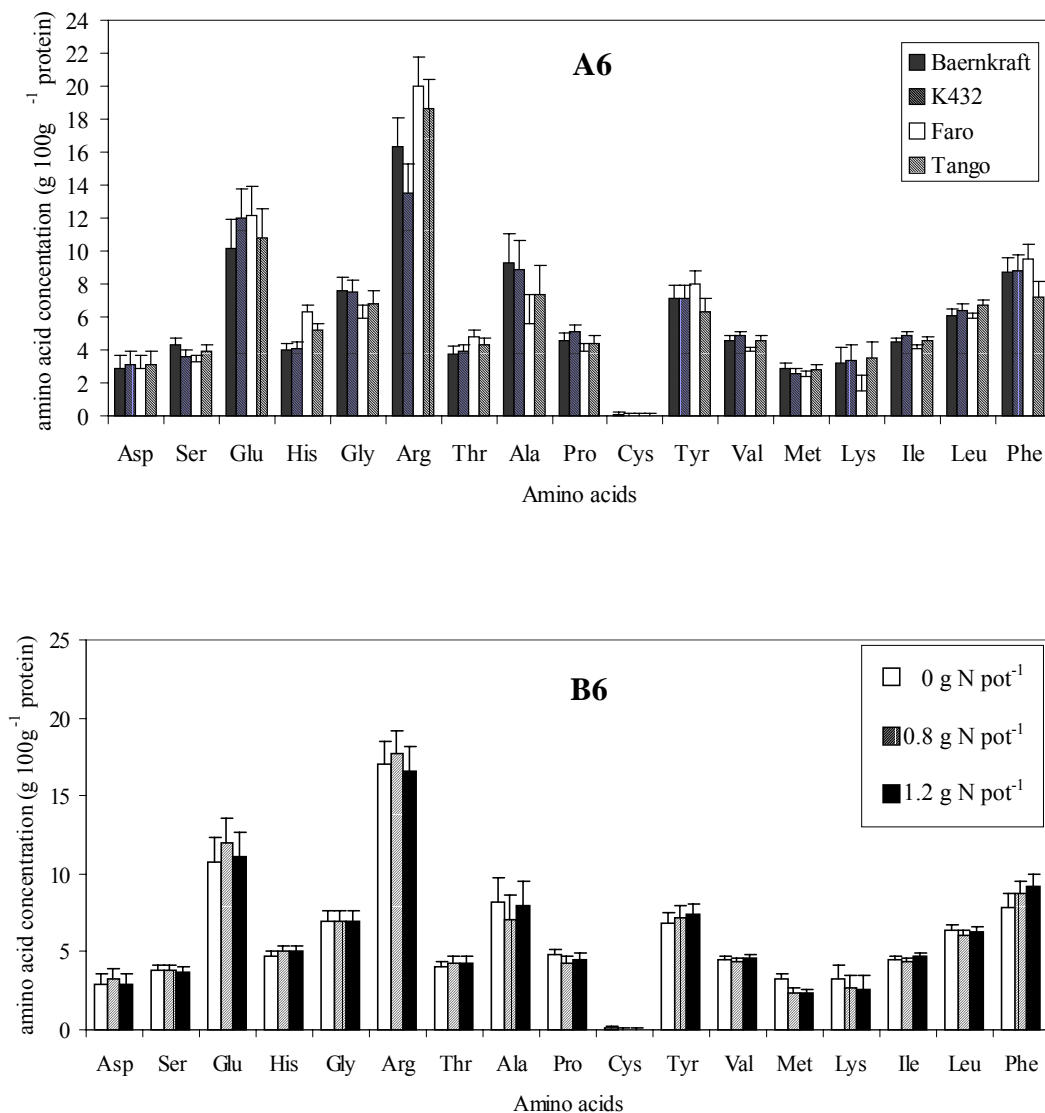 A6
amino acid concentation (g 100g -1 protein)
24
22
20
18
16
14
12
10
8
6
4
2
0
Baernkraft
K432
Faro
Tango
Asp Ser Glu His Gly Arg Thr Ala Pro Cys Tyr Val Met Lys Ile Leu Phe
Amino acids
B6
amino acid concentration (g 100g-1 protein)
25
20
15
10
5
0
0 g N pot-1
0.8 g N pot-1
1.2 g N pot-1
Asp Ser Glu His Gly Arg Thr Ala Pro Cys Tyr Val Met Lys Ile Leu Phe
Amino acids